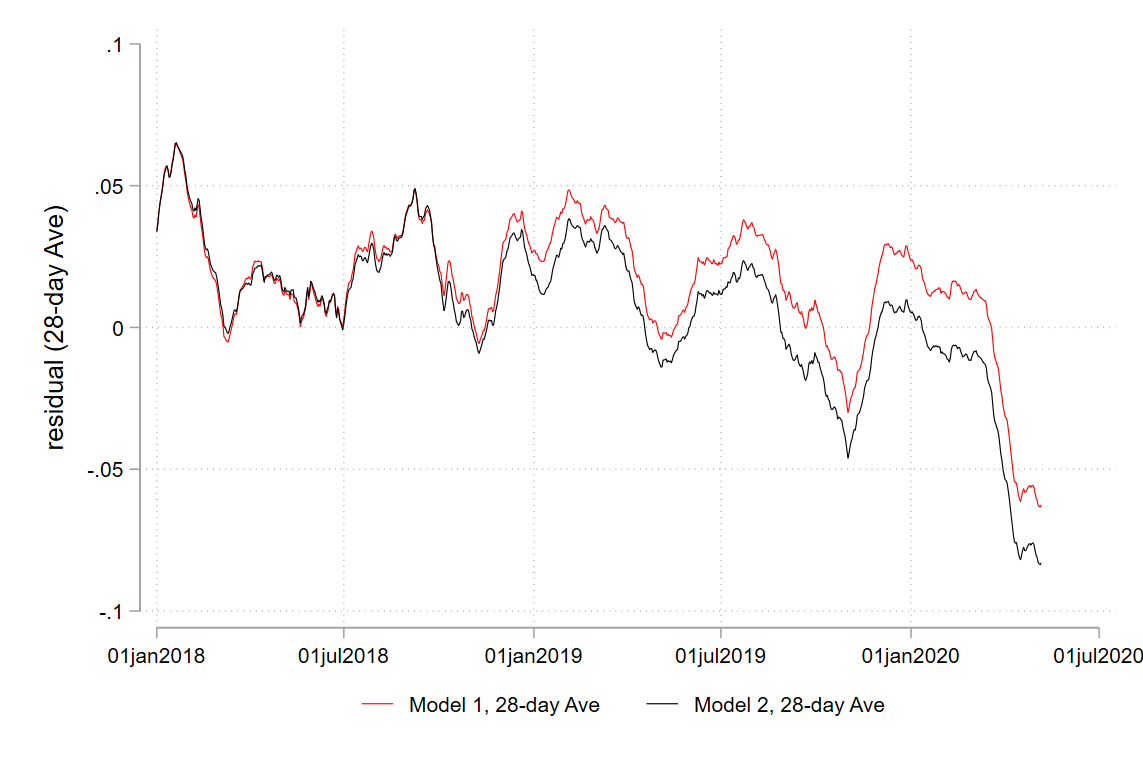 .1
.05
0
-.05
-.1
residual (28-day Ave)
01jan2018 01jul2018 01jan2019 01jul2019 01jan2020 01jul2020
Model 1, 28-day Ave Model 2, 28-day Ave